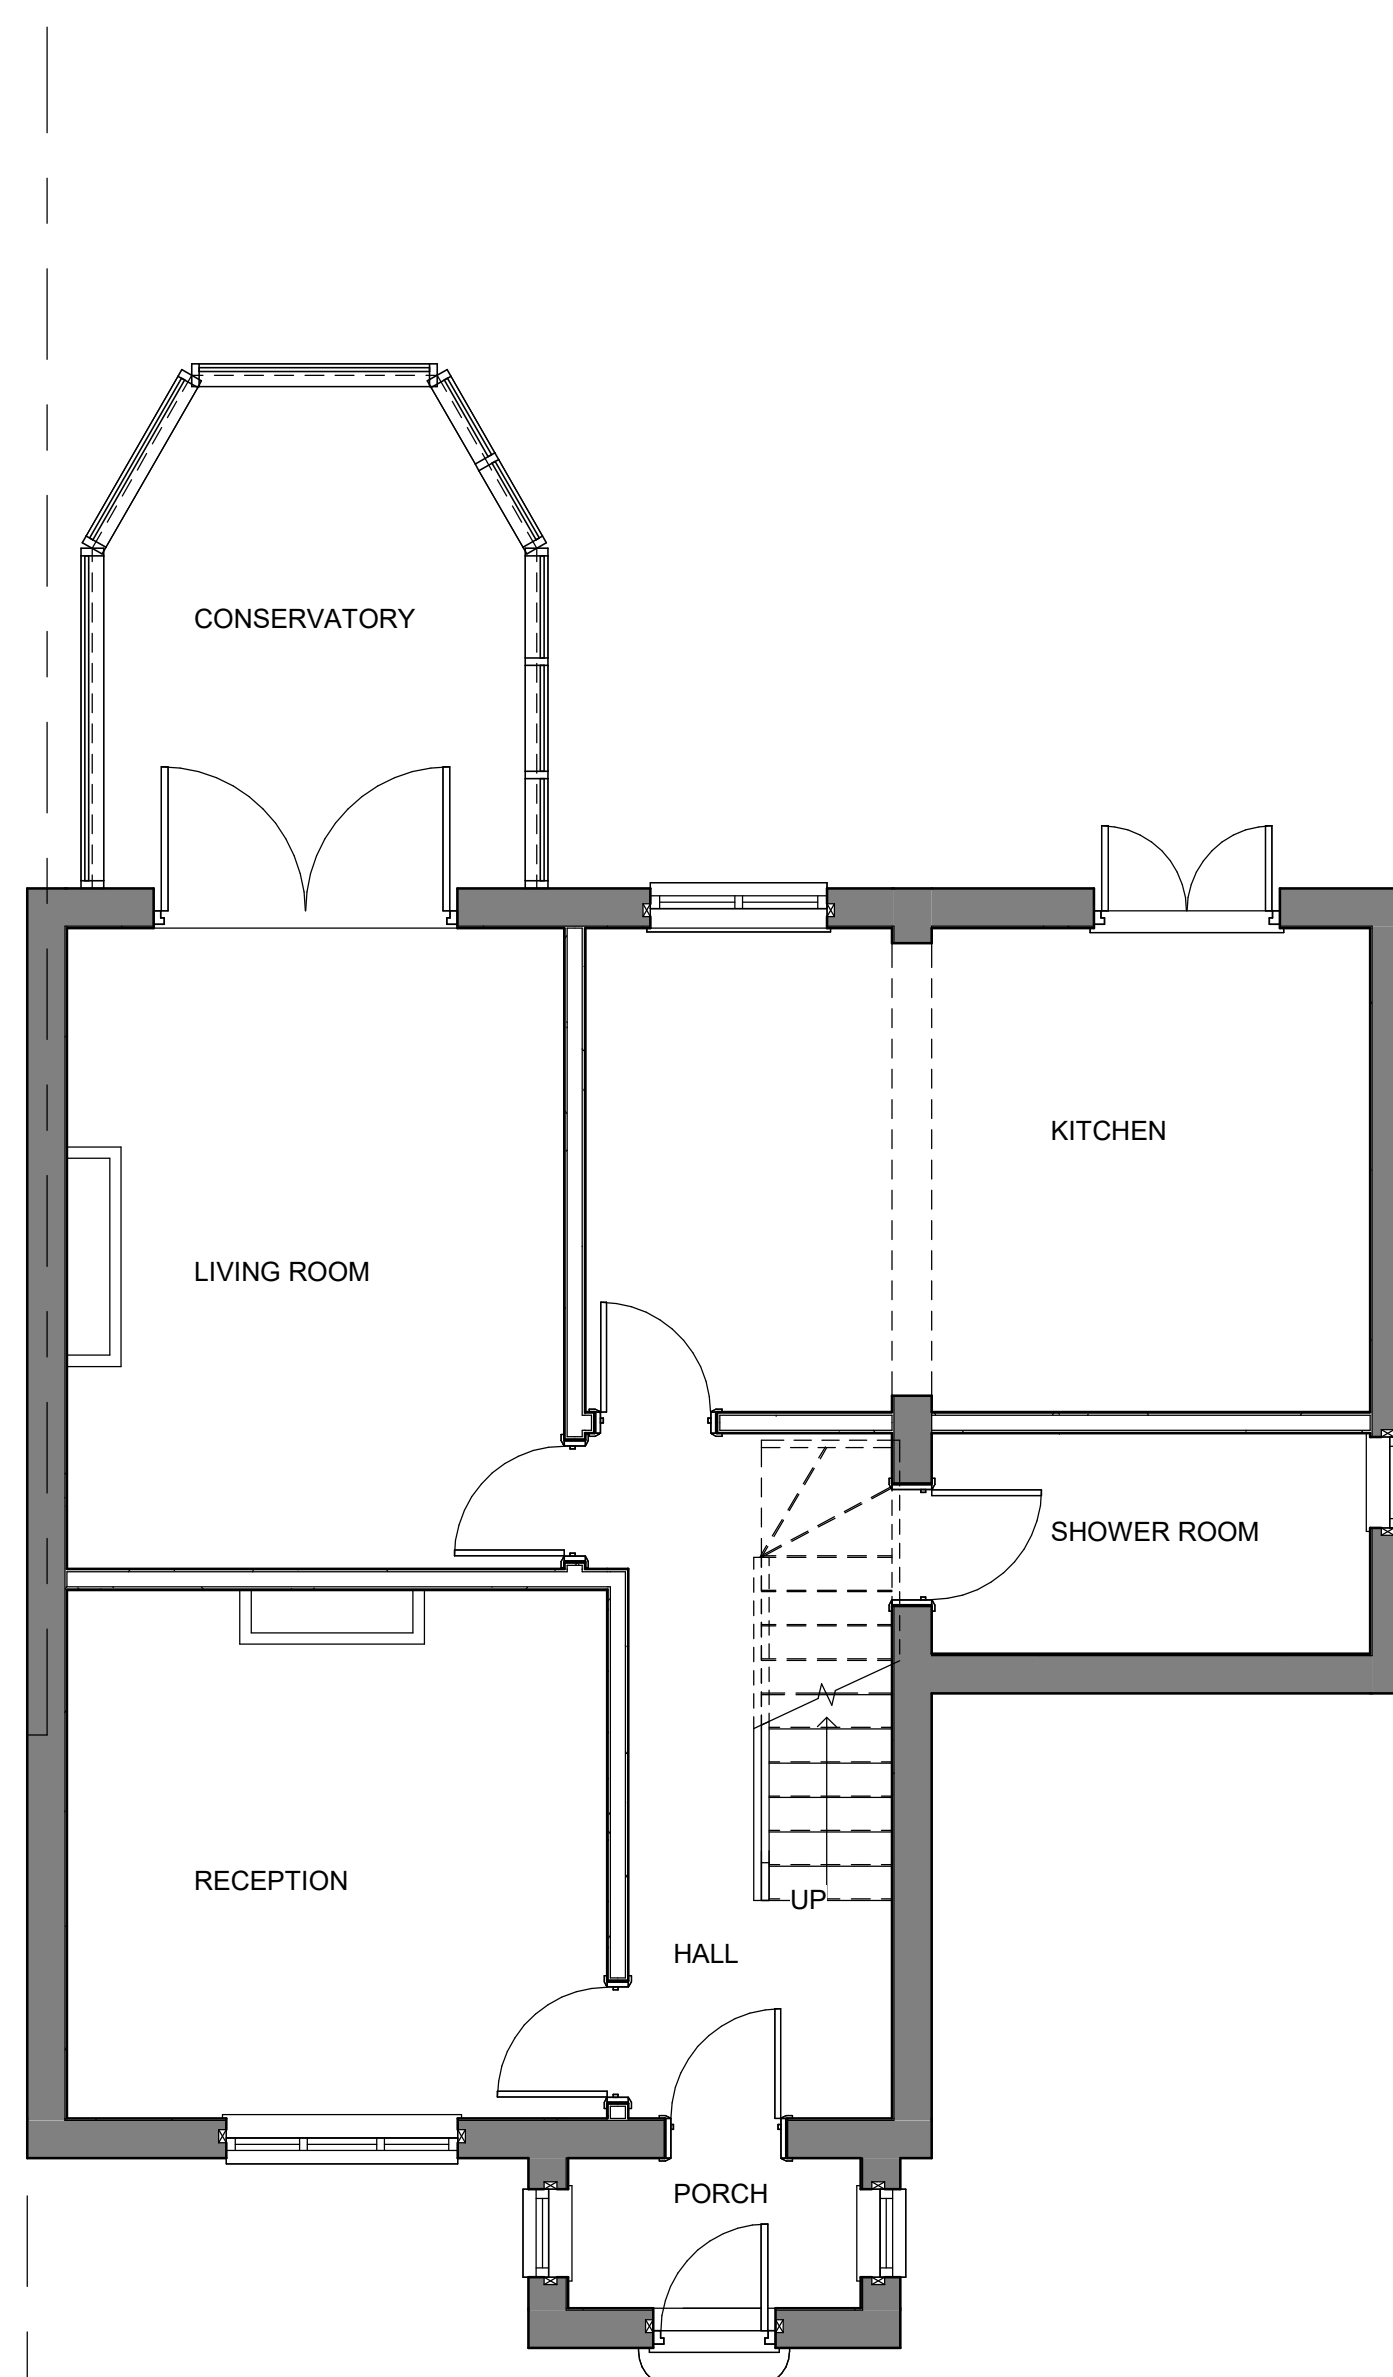 CONSERVATORY
KITCHEN
LIVING ROOM
SHOWER ROOM
RECEPTION
UP
HALL
PORCH